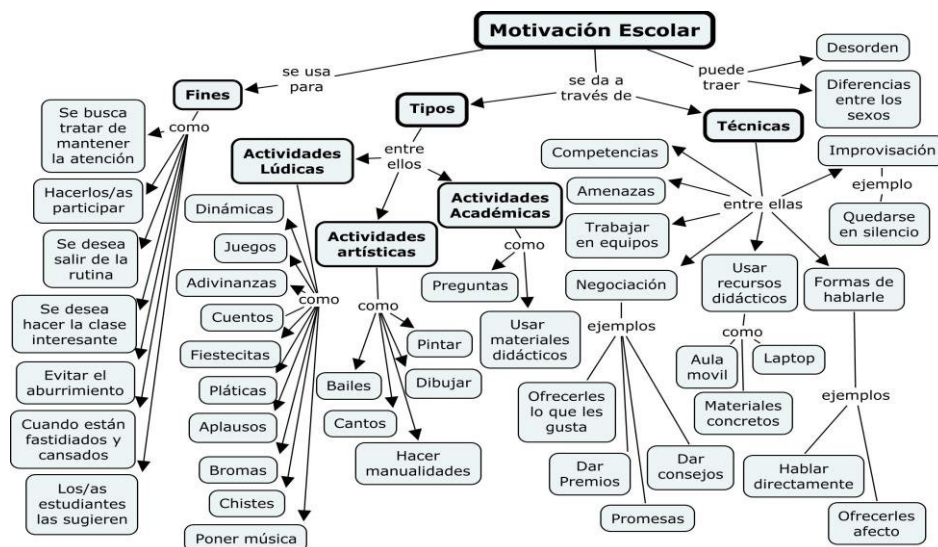 Motivación Escolar
se usa
para
se da a
través de
puede
traer
Desorden
Diferencias
entre los
sexos
Fines
como
Se busca
tratar de
mantener
la atención
Hacerlos/as
participar
Se desea
salir de la
rutina
Se desea
hacer la clase
interesante
Evitar el
aburrimiento
Cuando están
fastidiados y
cansados
Los/as
estudiantes
las sugieren
Tipos
entre
ellos
Actividades
Lúdicas
como
Dinámicas
Juegos
Adivinanzas
Cuentos
Fiestecitas
Pláticas
Aplausos
Bromas
Chistes
Poner música
Actividades
artísticas
como
Bailes
Cantos
Hacer
manualidades
Dibujar
Pintar
Actividades
Académicas
como
Preguntas
Usar
materiales
didácticos
Técnicas
entre ellas
Competencias
Amenazas
Trabajar
en equipos
Negociación
ejemplos
Ofrecerles
lo que les
gusta
Dar
Premios
Promesas
Dar
consejos
Usar
recursos
didácticos
como
Aula
movil
Materiales
concretos
Laptop
Formas de
hablarle
ejemplos
Hablar
directamente
Ofrecerles
afecto
Improvisación
ejemplo
Quedarse
en silencio